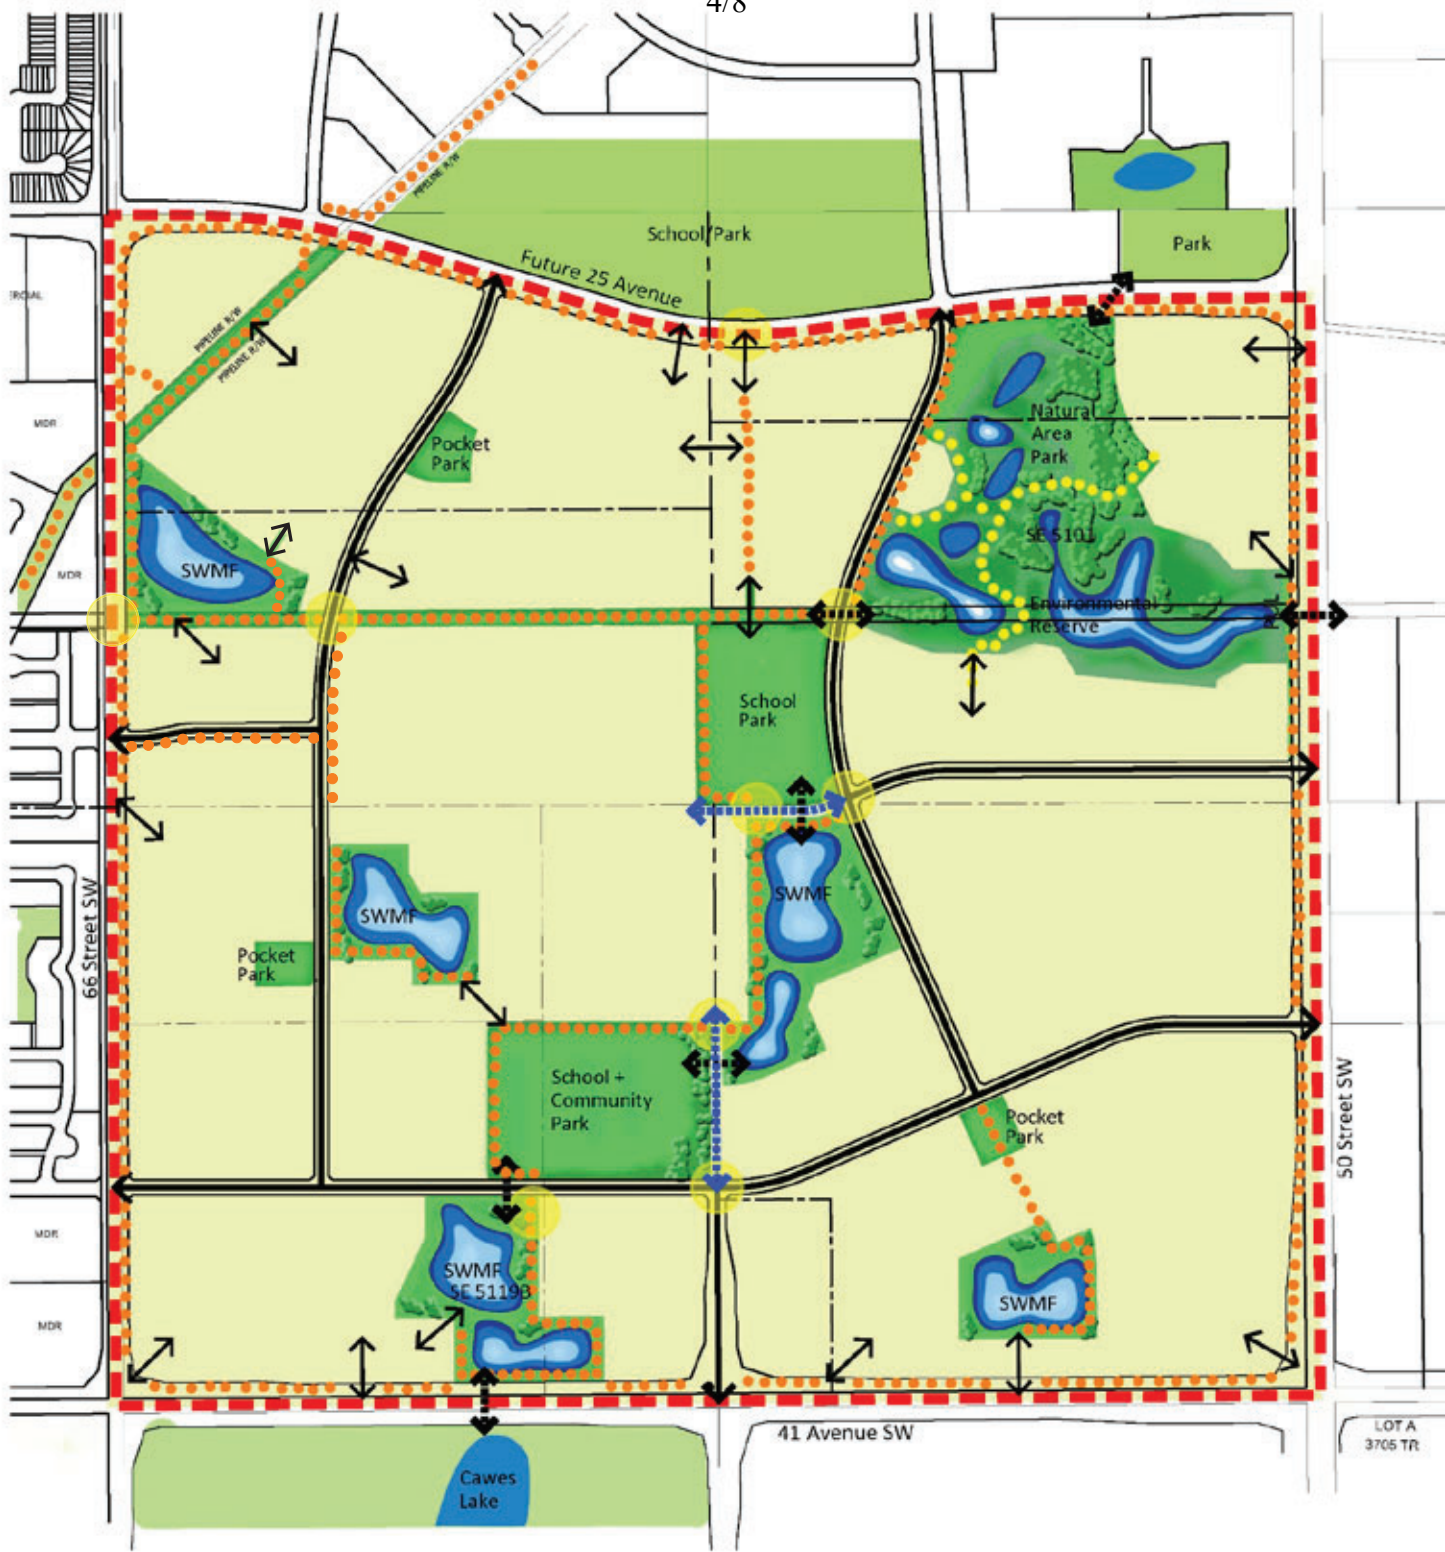 4/8
PIPELINE R/W
School/Park
Park
Future 25 Avenue
PIPELINE R/W
PIPELINE R/W
MDR
Pocket
Park
Natural
Area
Park
SE 5101
MDR
SWMF
Environmental
Reserve
School
Park
SWMF
SWMF
66 Street SW
Pocket
Park
School +
Community
Park
Pocket
Park
50 Street SW
MDR
SWMF
SE 5119B
SWMF
MDR
41 Avenue SW
LOT A
3705 TR
Cawes
Lake